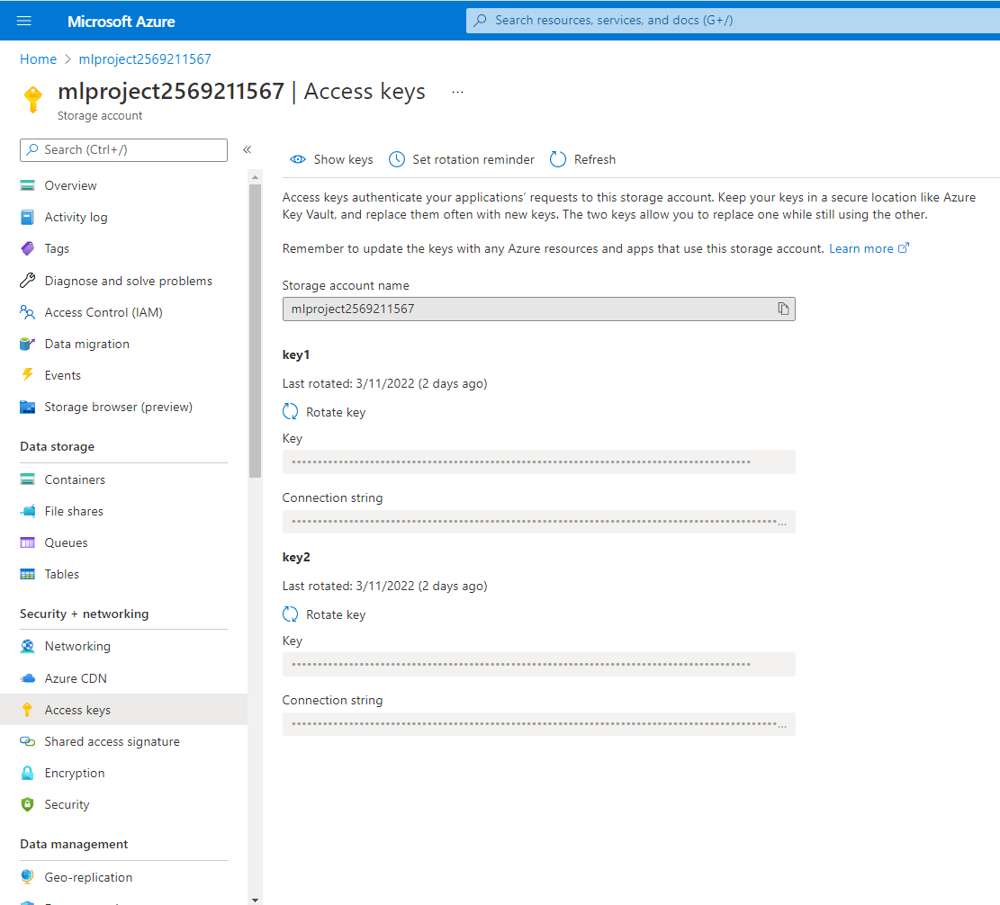 Microsoft Azure
Search resources, services, and docs (G+/)
Home > mlproject2569211567
mlproject2569211567 | Access keys ...
Storage account
Search (Ctrl+/)
«
Overview
Activity log
Tags
Diagnose and solve problems
Access Control (IAM)
Data migration
Events
Storage browser (preview)
Data storage
Containers
File shares
Queues
Tables
Security + networking
Networking
Azure CDN
Access keys
Shared access signature
Encryption
Security
Data management
Geo-replication
Show keys Set rotation reminder Refresh
Access keys authenticate your applications’ requests to this storage account. Keep your keys in a secure location like Azure
Key Vault, and replace them often with new keys. The two keys allow you to replace one while still using the other.
Remember to update the keys with any Azure resources and apps that use this storage account. Learn more
Storage account name
mlproject2569211567
key1
Last rotated: 3/11/2022 (2 days ago)
Rotate key
Key
Connection string
key2
Last rotated: 3/11/2022 (2 days ago)
Rotate key
Key
Connection string